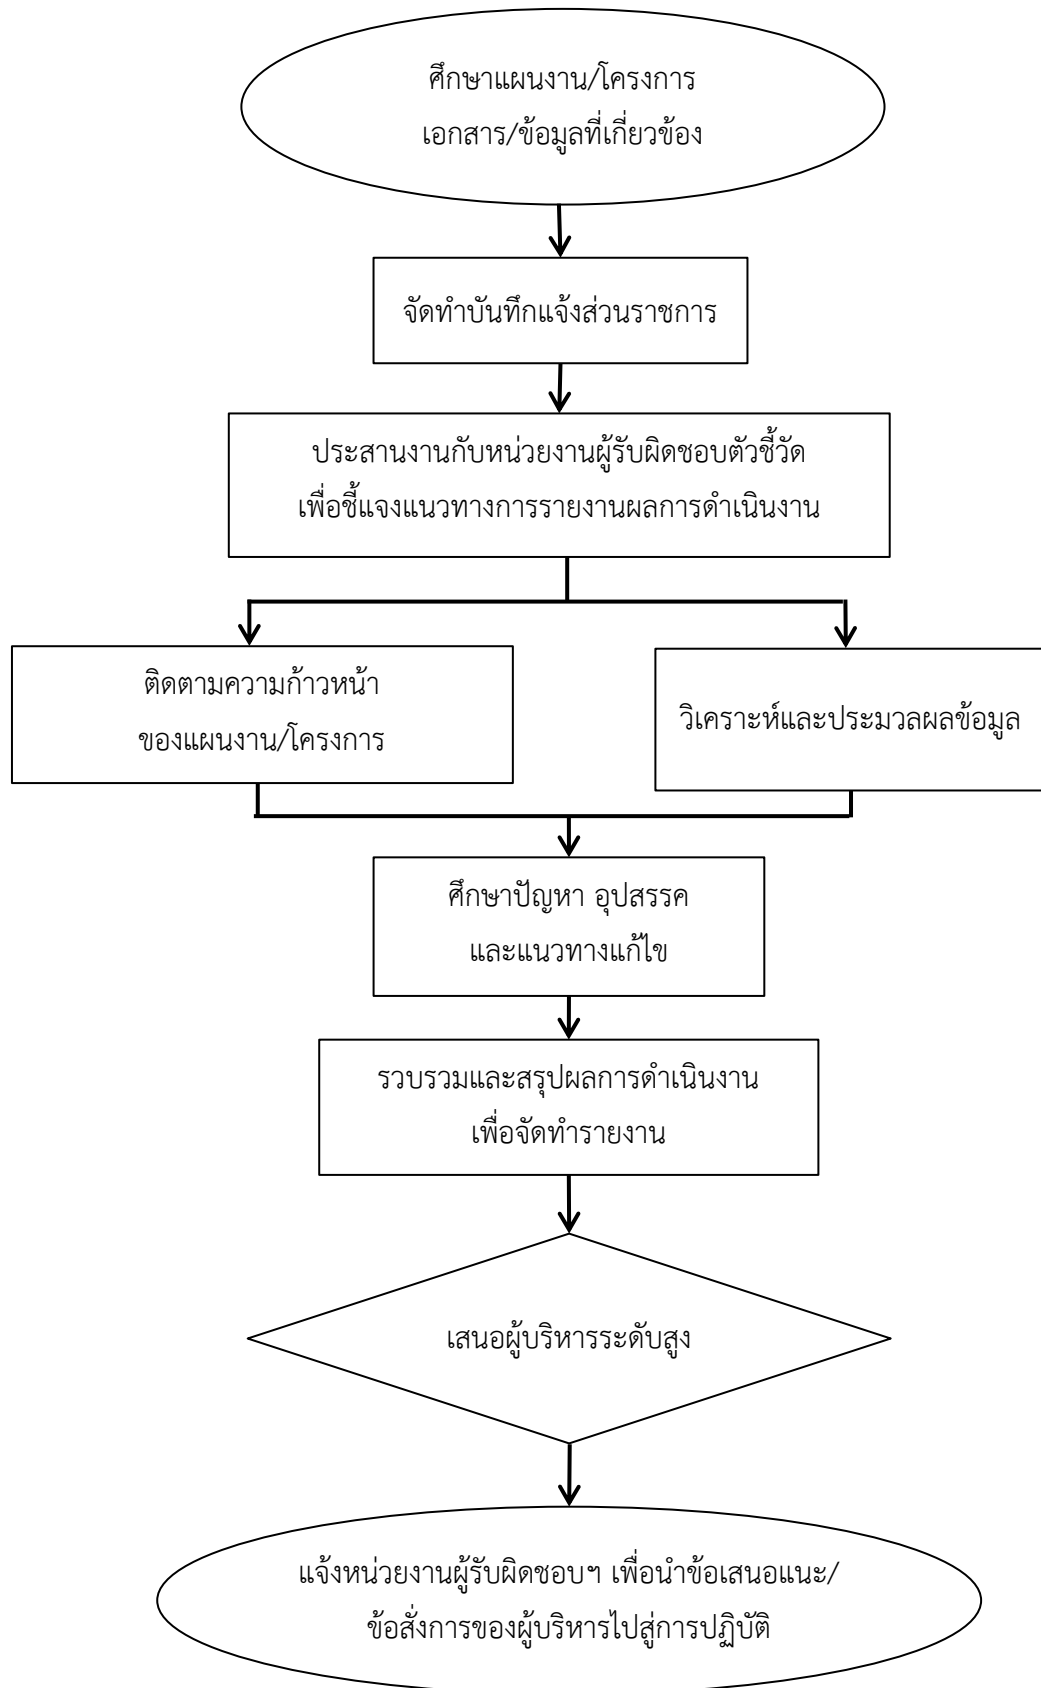 ศึกษาแผนงาน/โครงการ
เอกสาร/ข้อมูลที่เกี่ยวข้อง
จัดทำบันทึกแจ้งส่วนราชการ
ประสานงานกับหน่วยงานผู้รับผิดชอบตัวชี้วัด
เพื่อชี้แจงแนวทางการรายงานผลการดำเนินงาน
ติดตามความก้าวหน้า
ของแผนงาน/โครงการ
วิเคราะห์และประมวลผลข้อมูล
ศึกษาปัญหา อุปสรรค
และแนวทางแก้ไข
รวบรวมและสรุปผลการดำเนินงาน
เพื่อจัดทำรายงาน
เสนอผู้บริหารระดับสูง
แจ้งหน่วยงานผู้รับผิดชอบฯ เพื่อนำข้อเสนอแนะ/
ข้อสั่งการของผู้บริหารไปสู่การปฏิบัติ